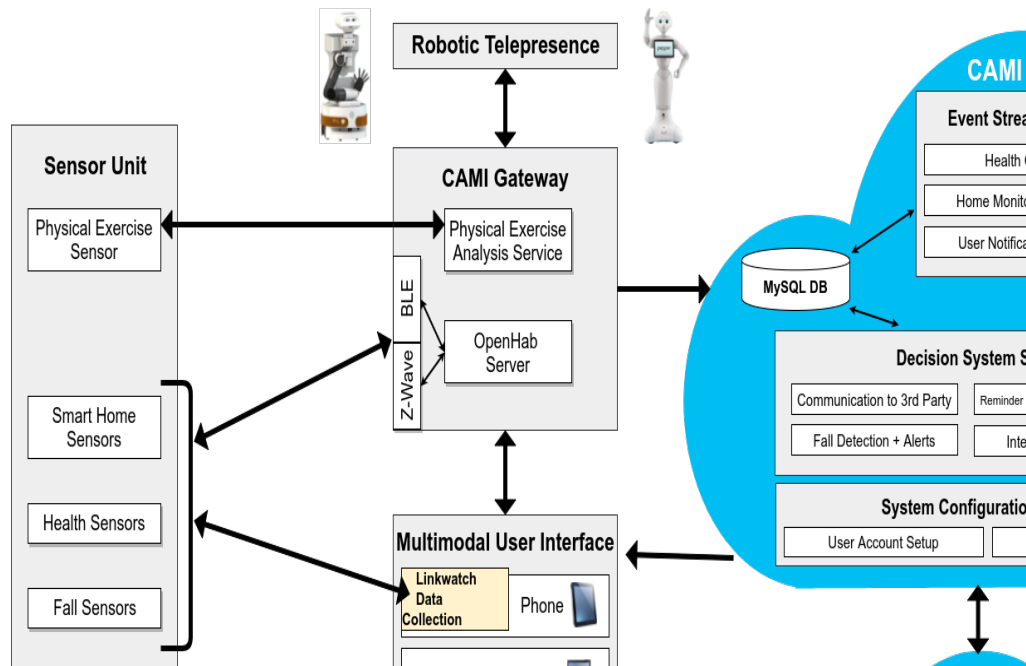 Robotic Telepresence
Sensor Unit
Physical Exercise
Sensor
Smart Home
Sensors
Health Sensors
Fall Sensors
CAMI Gateway
Physical Exercise
Analysis Service
BLE
Z-Wave
OpenHab
Server
Multimodal User Interface
Linkwatch
Data
Collection
Phone
CAMI
Event Strea
Health
Home Monito
User Notifica
MySQL DB
Decision System S
Communication to 3rd Party
Reminder
Fall Detection + Alerts
Inte
System Configuratio
User Account Setup